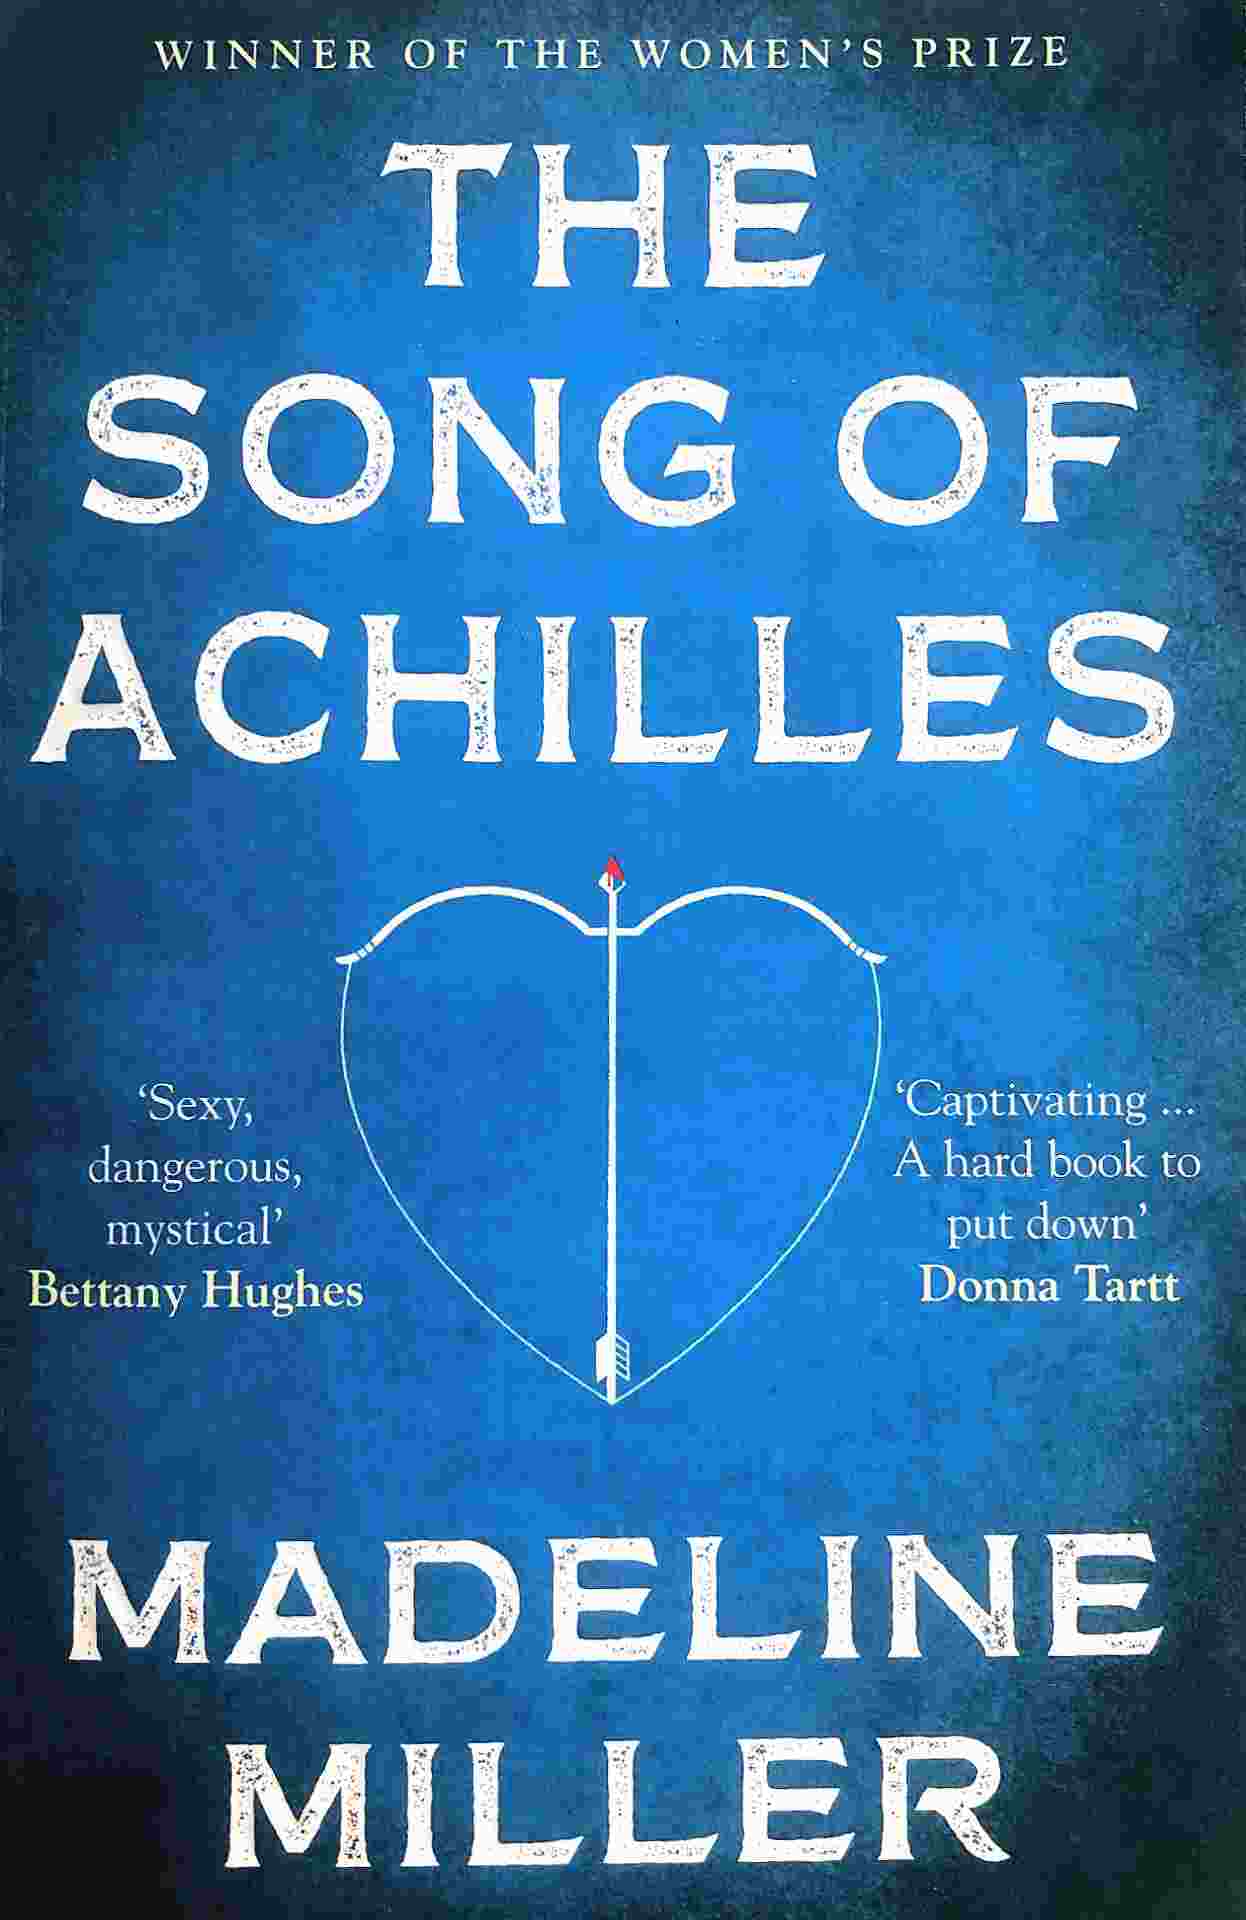 WINNER OF THE WOMEN'S PRIZE
THE
SONG OF
ACHILLES
‘Sexy,
dangerous,
mystical’
Bettany Hughes
‘Captivating ...
A hard book to
put down’
Donna Tartt
MADELINE
MILLER